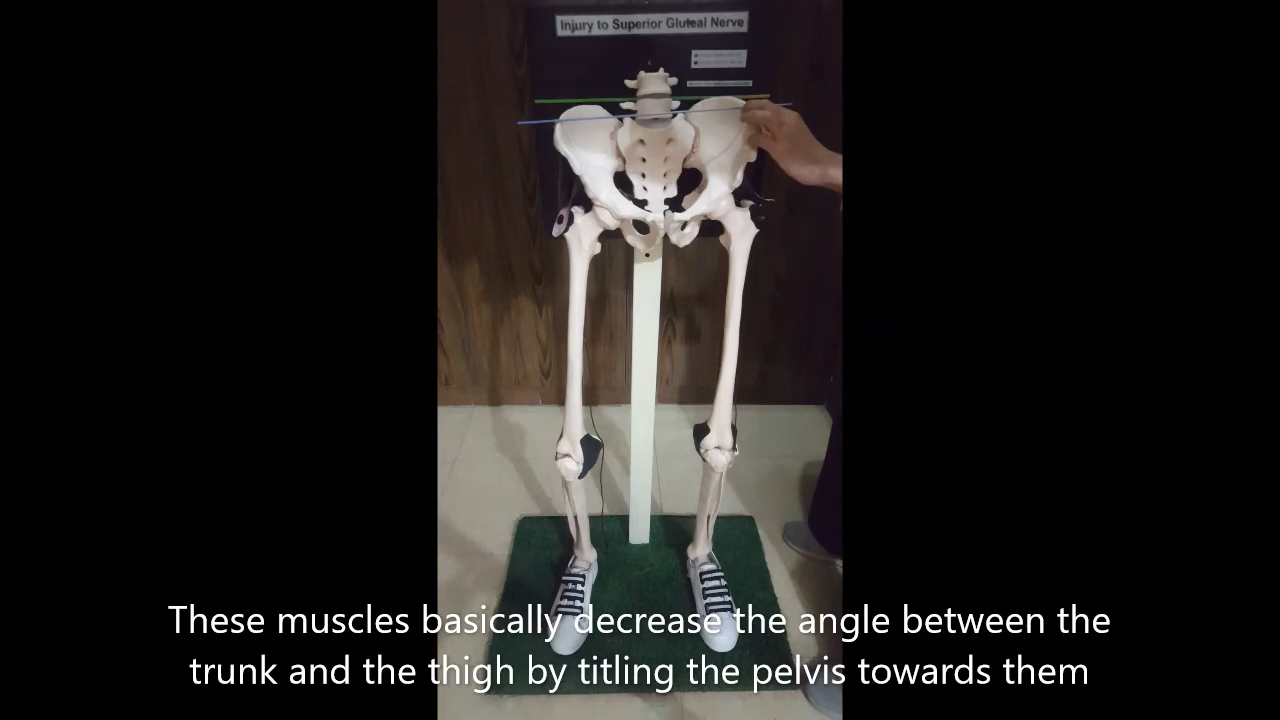 Injury to Superior Gluteal Nerve
These muscles basically decrease the angle between the
trunk and the thigh by titling the pelvis towards them